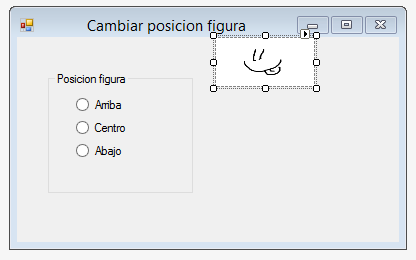 Cambiar posicion figura
Posicion figura
Arriba
Centro
Abajo